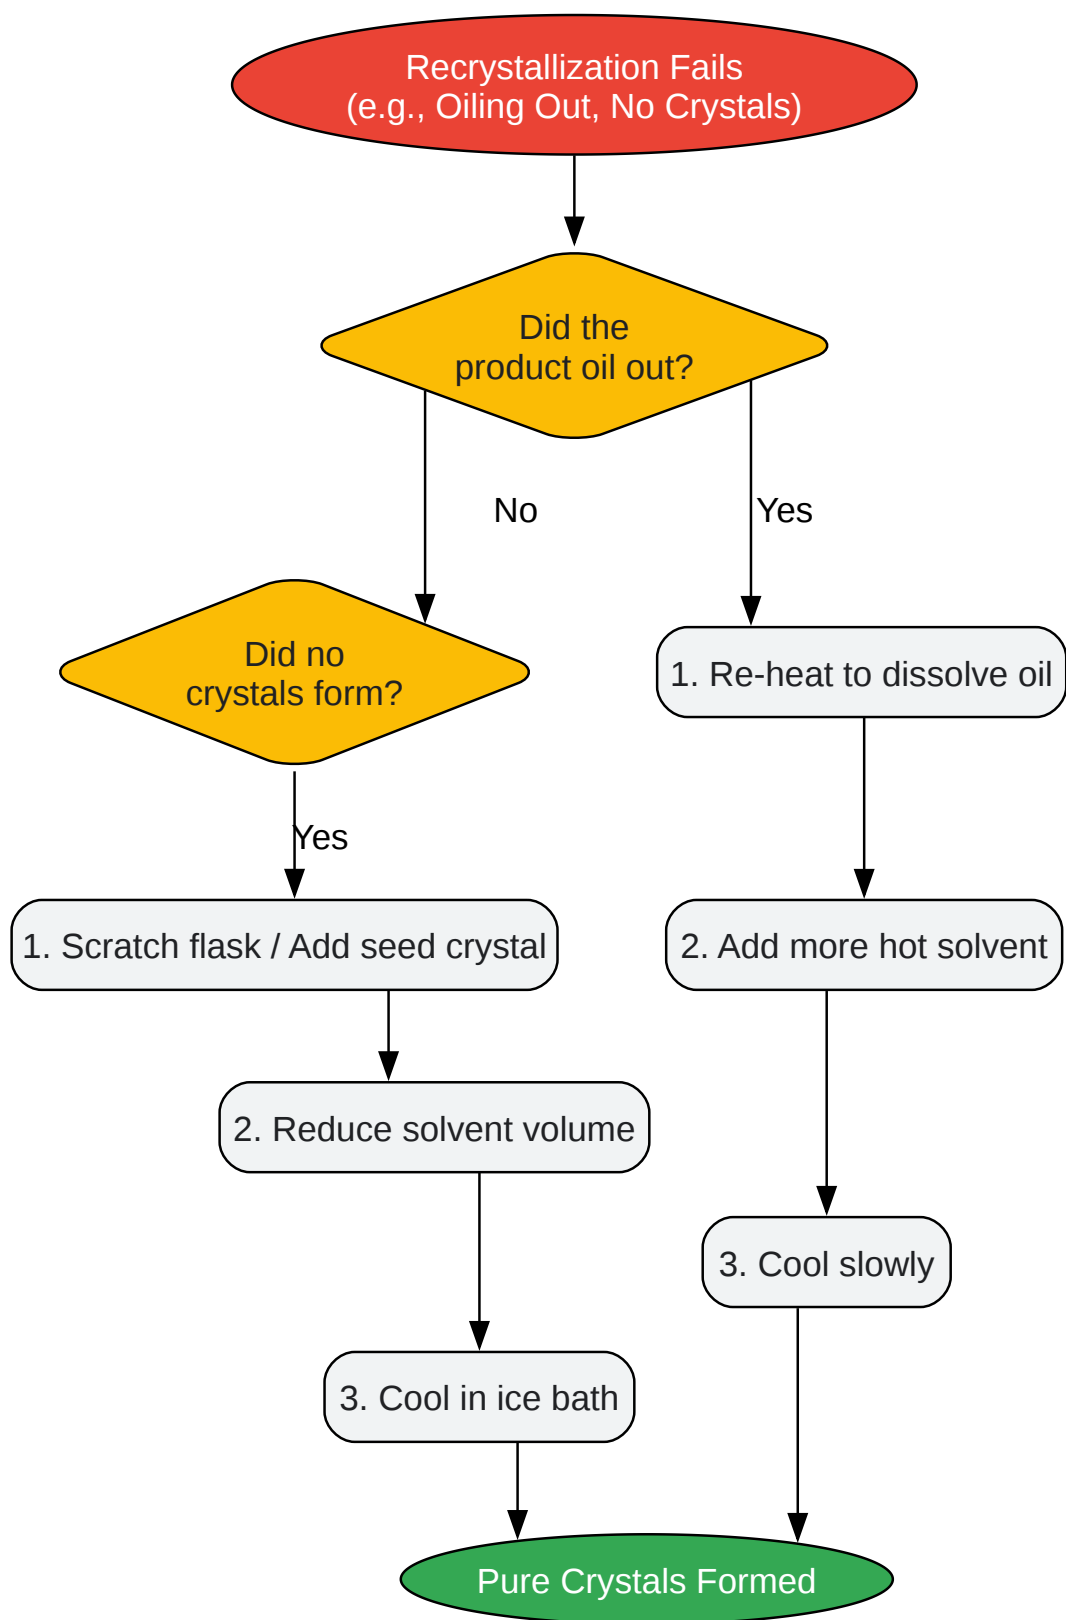 Recrystallization Fails
(e.g., Oiling Out, No Crystals)
Did the
product oil out?
No
Yes
Did no
crystals form?
1. Re-heat to dissolve oil
Yes
1. Scratch flask / Add seed crystal
2. Add more hot solvent
2. Reduce solvent volume
3. Cool slowly
3. Cool in ice bath
Pure Crystals Formed